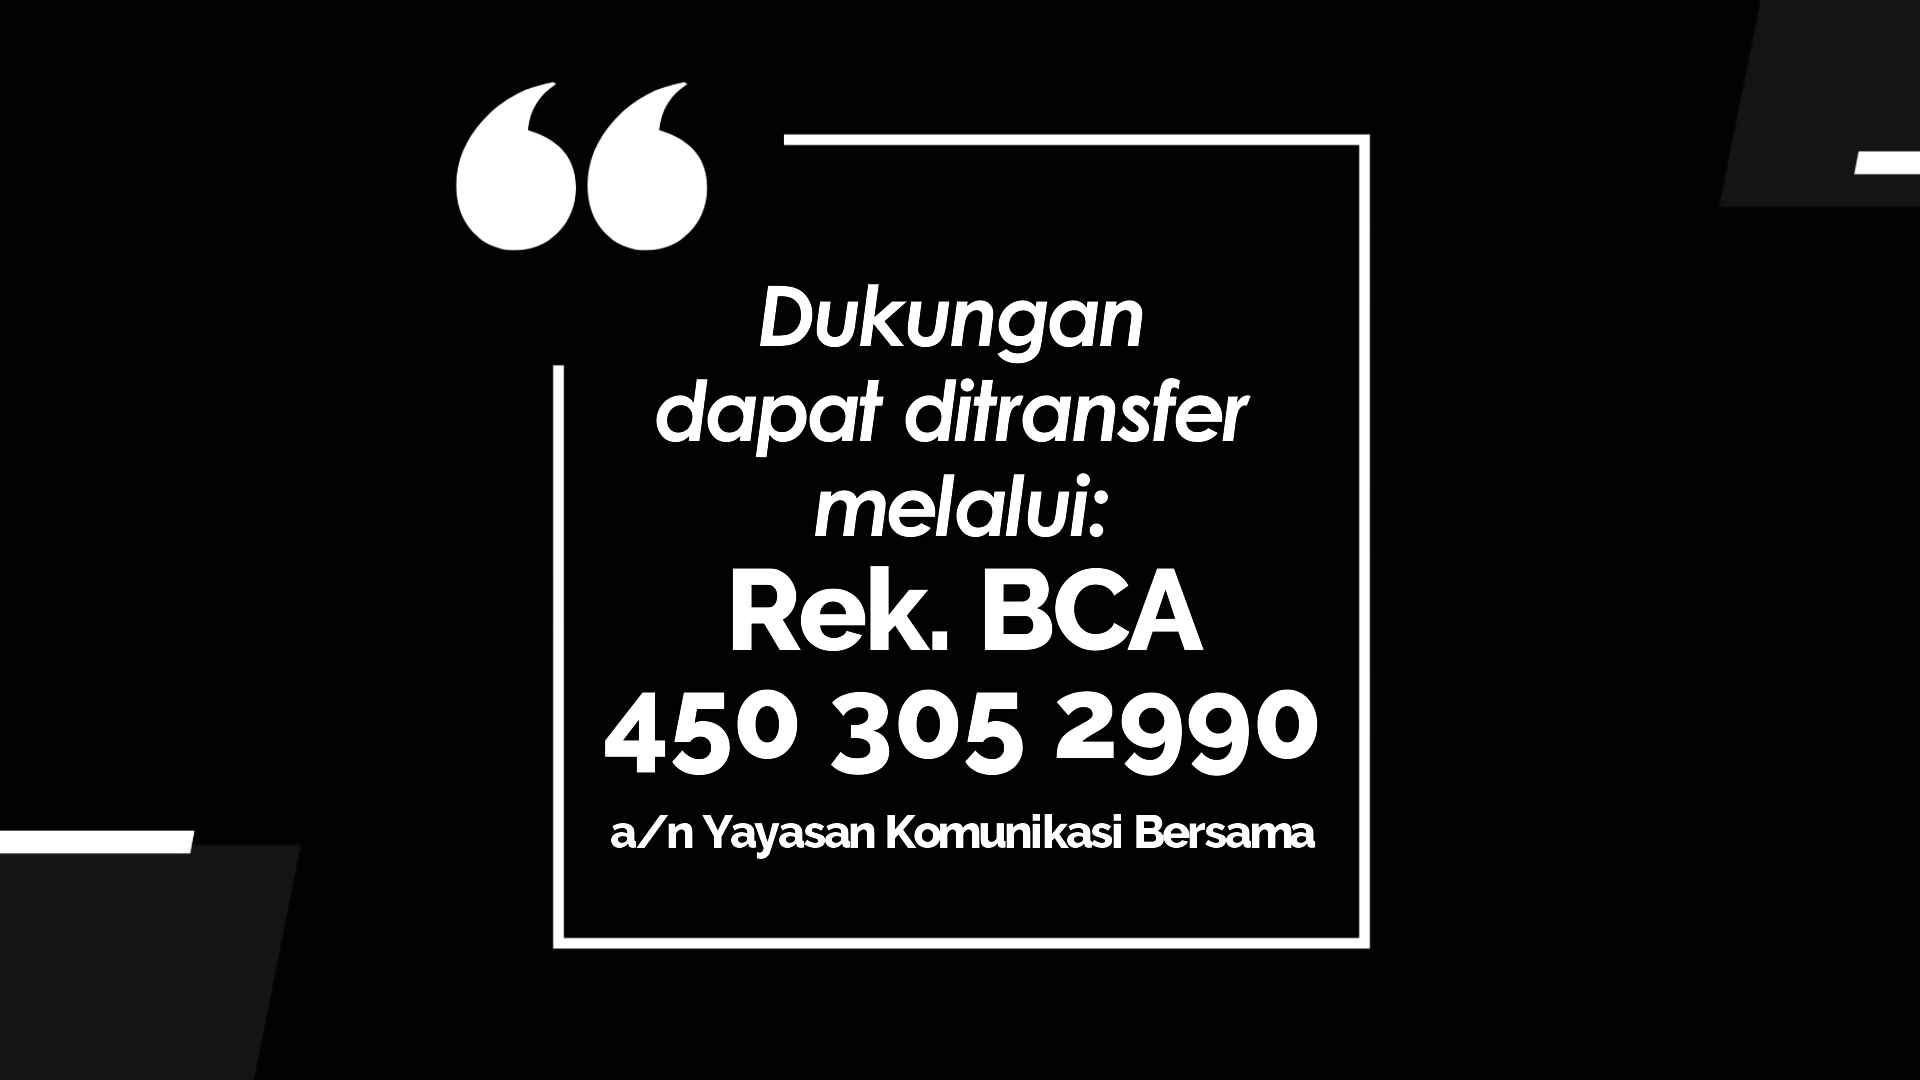 Dukungan
dapat ditransfer
melalui:
Rek. BCA
450 305 2990
a/n Yayasan Komunikasi Bersama